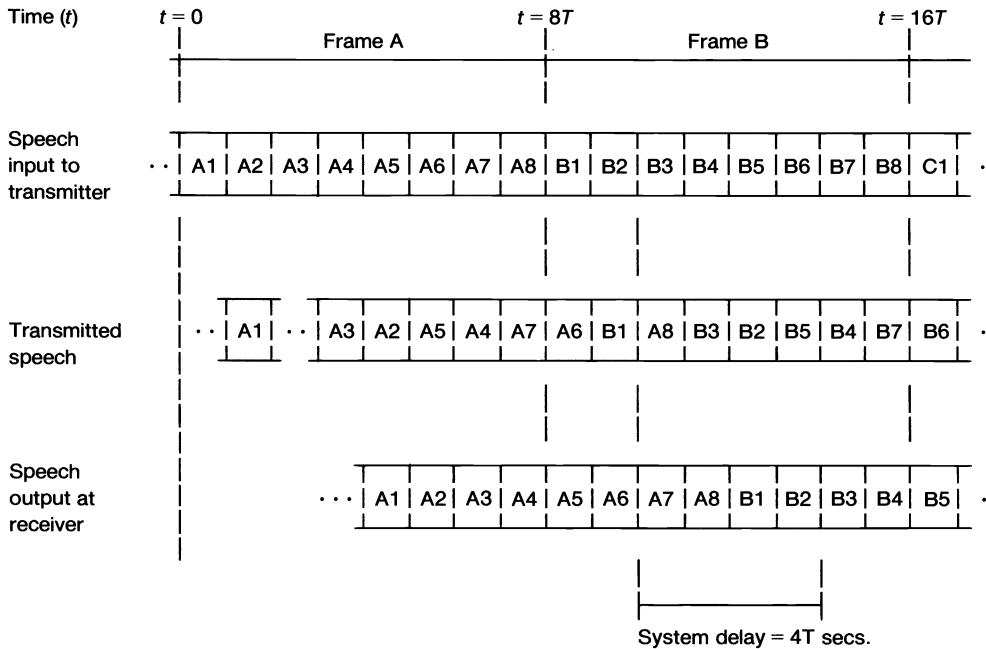 Time (t) t = 0 t = 8T t = 16T
Frame A Frame B
Speech
input to
transmitter
·· A1 A2 A3 A4 A5 A6 A7 A8 B1 B2 B3 B4 B5 B6 B7 B8 C1 ·
Transmitted
speech
·· A1 ·· A3 A2 A5 A4 A7 A6 B1 A8 B3 B2 B5 B4 B7 B6 ·
Speech
output at
receiver
··· A1 A2 A3 A4 A5 A6 A7 A8 B1 B2 B3 B4 B5 ·
System delay = 4T secs.